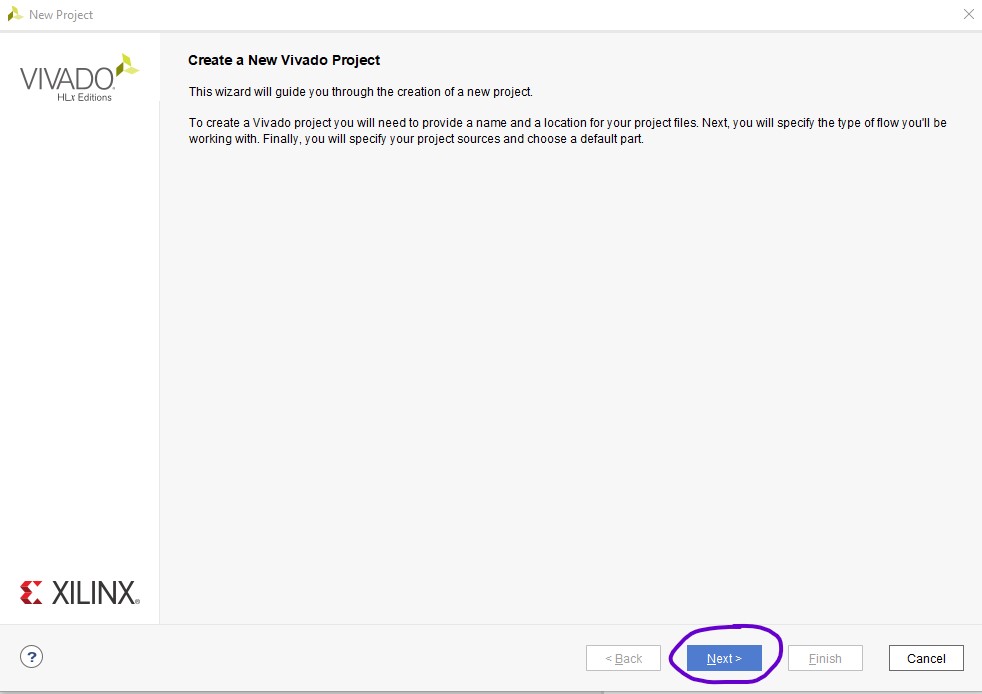 New Project
VIVADO
HLx Editions
Create a New Vivado Project
This wizard will guide you through the creation of a new project.
To create a Vivado project you will need to provide a name and a location for your project files. Next, you will specify the type of flow you'll be
working with. Finally, you will specify your project sources and choose a default part.
XILINX
?
< Back
Next >
Finish
Cancel